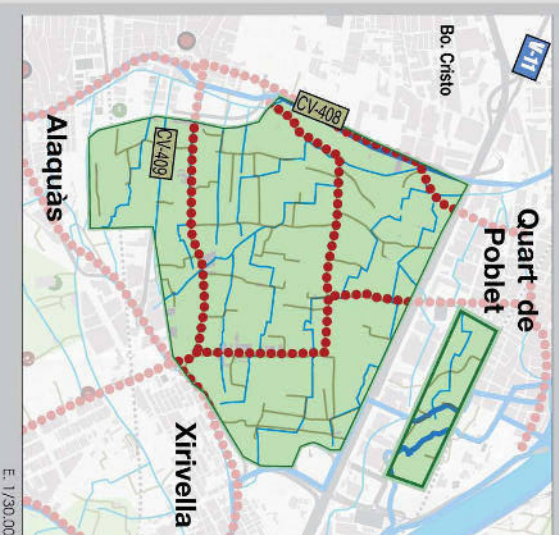 V-11
Bo. Cristo
CV-408
CV-409
Alaquàs
Quart de
Poblet
Xirivella
E. 1/30.00